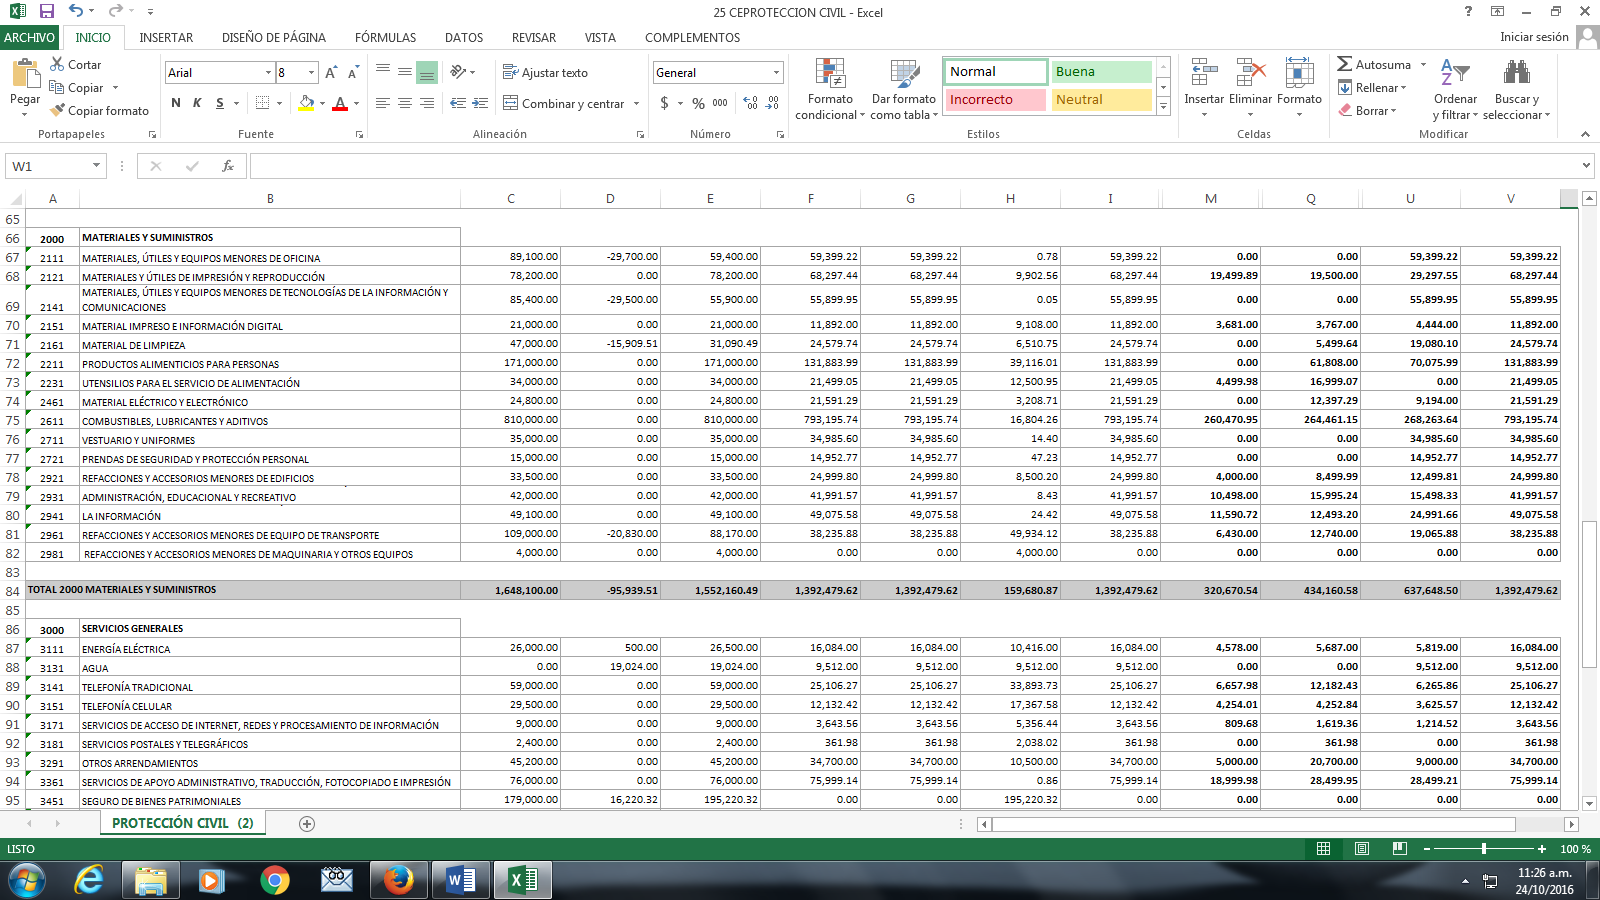 25 CEPROTECCION CIVIL - Excel
ARCHIVO INICIO INSERTAR DISEÑO DE PÁGINA FÓRMULAS DATOS REVISAR VISTA COMPLEMENTOS Iniciar sesión
Pegar
Cortar
Copiar
Copiar formato
Portapapeles
Arial 8
N K S
Fuente
Ajustar texto
Combinar y centrar
Alineación
General
$ % 000
Número
Formato condicional
Dar formato como tabla
Normal Buena
Incorrecto Neutral
Estilos
Insertar Eliminar Formato
Celdas
Autosuma
Rellenar
Borrar
Ordenar y filtrar
Buscar y seleccionar
Modificar
W1 fx
A B C D E F G H I M Q U V
65
66 2000 MATERIALES Y SUMINISTROS
67 2111 MATERIALES, ÚTILES Y EQUIPOS MENORES DE OFICINA 89,100.00 -29,700.00 59,400.00 59,399.22 59,399.22 0.78 59,399.22 0.00 0.00 59,399.22 59,399.22
68 2121 MATERIALES Y ÚTILES DE IMPRESIÓN Y REPRODUCCIÓN 78,200.00 0.00 78,200.00 68,297.44 68,297.44 9,902.56 68,297.44 19,499.89 19,500.00 29,297.55 68,297.44
MATERIALES, ÚTILES Y EQUIPOS MENORES DE TECNOLOGÍAS DE LA INFORMACIÓN Y
69 2141 COMUNICACIONES 85,400.00 -29,500.00 55,900.00 55,899.95 55,899.95 0.05 55,899.95 0.00 0.00 55,899.95 55,899.95
70 2151 MATERIAL IMPRESO E INFORMACIÓN DIGITAL 21,000.00 0.00 21,000.00 11,892.00 11,892.00 9,108.00 11,892.00 3,681.00 3,767.00 4,444.00 11,892.00
71 2161 MATERIAL DE LIMPIEZA 47,000.00 -15,909.51 31,090.49 24,579.74 24,579.74 6,510.75 24,579.74 0.00 5,499.64 19,080.10 24,579.74
72 2211 PRODUCTOS ALIMENTICIOS PARA PERSONAS 171,000.00 0.00 171,000.00 131,883.99 131,883.99 39,116.01 131,883.99 0.00 61,808.00 70,075.99 131,883.99
73 2231 UTENSILIOS PARA EL SERVICIO DE ALIMENTACIÓN 34,000.00 0.00 34,000.00 21,499.05 21,499.05 12,500.95 21,499.05 4,499.98 16,999.07 0.00 21,499.05
74 2461 MATERIAL ELÉCTRICO Y ELECTRÓNICO 24,800.00 0.00 24,800.00 21,591.29 21,591.29 3,208.71 21,591.29 0.00 12,397.29 9,194.00 21,591.29
75 2611 COMBUSTIBLES, LUBRICANTES Y ADITIVOS 810,000.00 0.00 810,000.00 793,195.74 793,195.74 16,804.26 793,195.74 260,470.95 264,461.15 268,263.64 793,195.74
76 2711 VESTUARIO Y UNIFORMES 35,000.00 0.00 35,000.00 34,985.60 34,985.60 14.40 34,985.60 0.00 0.00 34,985.60 34,985.60
77 2721 PRENDAS DE SEGURIDAD Y PROTECCIÓN PERSONAL 15,000.00 0.00 15,000.00 14,952.77 14,952.77 47.23 14,952.77 0.00 0.00 14,952.77 14,952.77
78 2921 REFACCIONES Y ACCESORIOS MENORES DE EDIFICIOS 33,500.00 0.00 33,500.00 24,999.80 24,999.80 8,500.20 24,999.80 4,000.00 8,499.99 12,499.81 24,999.80
79 2931 ADMINISTRACIÓN, EDUCACIONAL Y RECREATIVO 42,000.00 0.00 42,000.00 41,991.57 41,991.57 8.43 41,991.57 10,498.00 15,995.24 15,498.33 41,991.57
80 2941 LA INFORMACIÓN 49,100.00 0.00 49,100.00 49,075.58 49,075.58 24.42 49,075.58 11,590.72 12,493.20 24,991.66 49,075.58
81 2961 REFACCIONES Y ACCESORIOS MENORES DE EQUIPO DE TRANSPORTE 109,000.00 -20,830.00 88,170.00 38,235.88 38,235.88 49,934.12 38,235.88 6,430.00 12,740.00 19,065.88 38,235.88
82 2981 REFACCIONES Y ACCESORIOS MENORES DE MAQUINARIA Y OTROS EQUIPOS 4,000.00 0.00 4,000.00 0.00 0.00 4,000.00 0.00 0.00 0.00 0.00 0.00
83
84 TOTAL 2000 MATERIALES Y SUMINISTROS 1,648,100.00 -95,939.51 1,552,160.49 1,392,479.62 1,392,479.62 159,680.87 1,392,479.62 320,670.54 434,160.58 637,648.50 1,392,479.62
85
86 3000 SERVICIOS GENERALES
87 3111 ENERGÍA ELÉCTRICA 26,000.00 500.00 26,500.00 16,084.00 16,084.00 10,416.00 16,084.00 4,578.00 5,687.00 5,819.00 16,084.00
88 3131 AGUA 0.00 19,024.00 19,024.00 9,512.00 9,512.00 9,512.00 9,512.00 0.00 0.00 9,512.00 9,512.00
89 3141 TELEFONÍA TRADICIONAL 59,000.00 0.00 59,000.00 25,106.27 25,106.27 33,893.73 25,106.27 6,657.98 12,182.43 6,265.86 25,106.27
90 3151 TELEFONÍA CELULAR 29,500.00 0.00 29,500.00 12,132.42 12,132.42 17,367.58 12,132.42 4,254.01 4,252.84 3,625.57 12,132.42
91 3171 SERVICIOS DE ACCESO DE INTERNET, REDES Y PROCESAMIENTO DE INFORMACIÓN 9,000.00 0.00 9,000.00 3,643.56 3,643.56 5,356.44 3,643.56 809.68 1,619.36 1,214.52 3,643.56
92 3181 SERVICIOS POSTALES Y TELEGRÁFICOS 2,400.00 0.00 2,400.00 361.98 361.98 2,038.02 361.98 0.00 361.98 0.00 361.98
93 3291 OTROS ARRENDAMIENTOS 45,200.00 0.00 45,200.00 34,700.00 34,700.00 10,500.00 34,700.00 5,000.00 20,700.00 9,000.00 34,700.00
94 3361 SERVICIOS DE APOYO ADMINISTRATIVO, TRADUCCIÓN, FOTOCOPIADO E IMPRESIÓN 76,000.00 0.00 76,000.00 75,999.14 75,999.14 0.86 75,999.14 18,999.98 28,499.95 28,499.21 75,999.14
95 3451 SEGURO DE BIENES PATRIMONIALES 179,000.00 16,220.32 195,220.32 0.00 0.00 195,220.32 0.00 0.00 0.00 0.00 0.00
PROTECCIÓN CIVIL (2)
LISTO 100 %
11:26 a.m.
24/10/2016